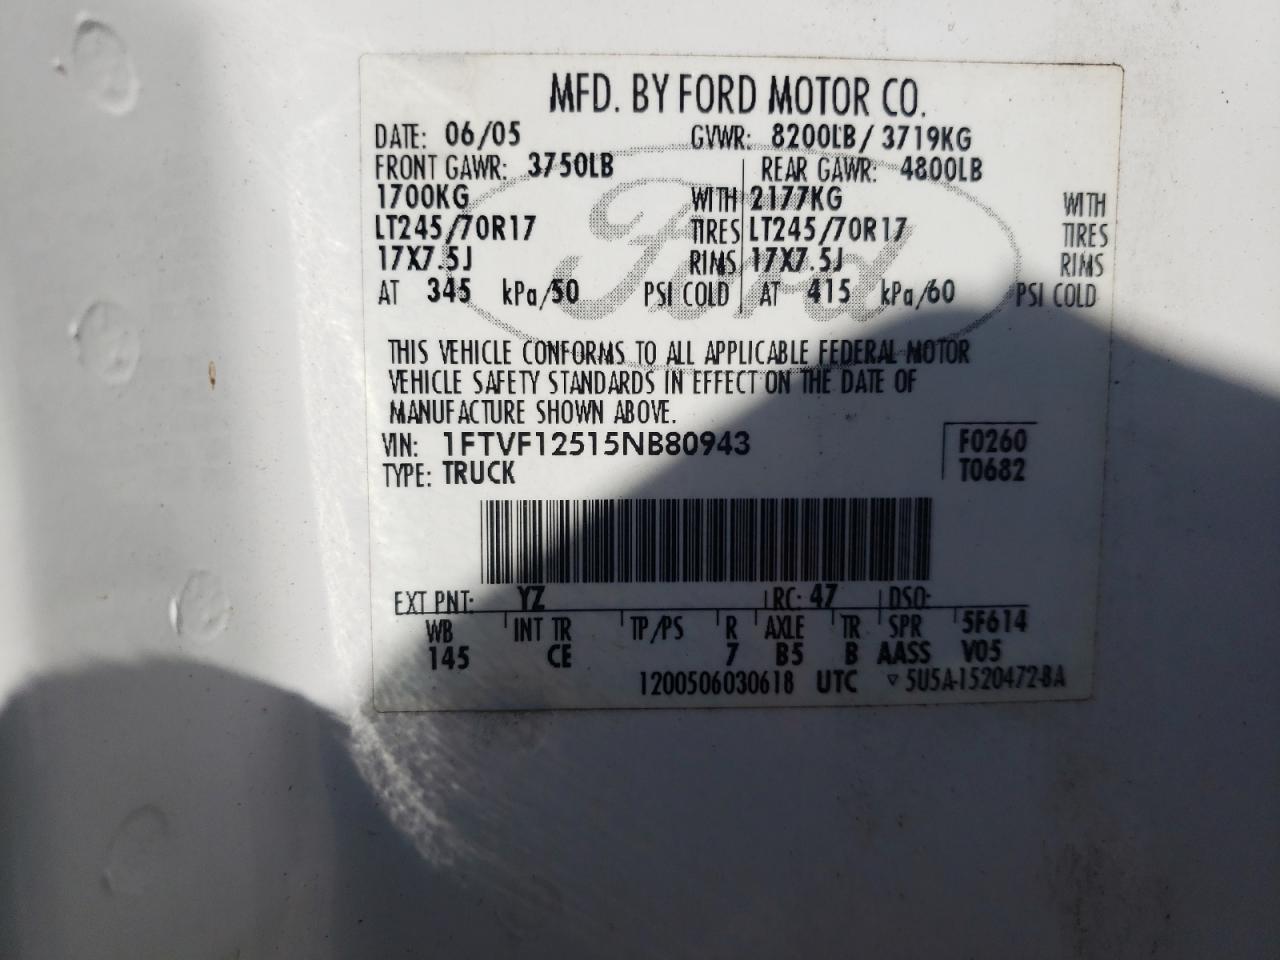 MFD. BY FORD MOTOR CO.
DATE: 06/05 GVWR: 8200LB/ 3719KG
FRONT GAWR: 3750LB REAR GAWR: 4800LB
1700KG WITH 2177KG WITH
LT245/70R17 TIRES LT245/70R17 TIRES
17X7.5J RIMS 17X7.5J RIMS
AT 345 kPa/50 PSI COLD AT 415 kPa/60 PSI COLD
Ford
THIS VEHICLE CONFORMS TO ALL APPLICABLE FEDERAL MOTOR
VEHICLE SAFETY STANDARDS IN EFFECT ON THE DATE OF
MANUFACTURE SHOWN ABOVE.
VIN: 1FTVF12515NB80943 F0260
TYPE: TRUCK T0682
EXT PNT: YZ RC: 47 DSO:
WB INT TR TP/PS R AXLE TR SPR 5F614
145 CE 7 B5 B AASS V05
1200506030618 UTC ▽ 5U5A-1520472-BA